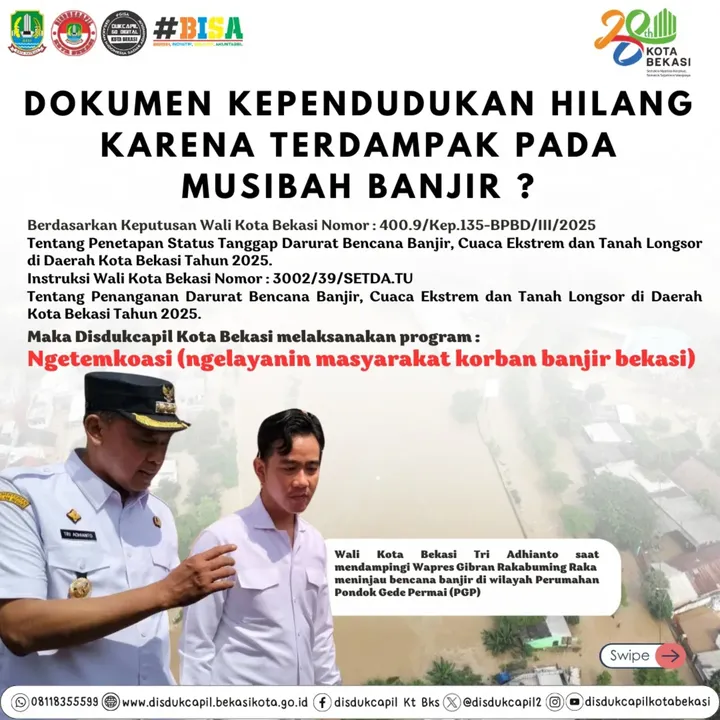 #BISA
28th
KOTA
BEKASI
DOKUMEN KEPENDUDUKAN HILANG
KARENA TERDAMPAK PADA
MUSIBAH BANJIR ?
Berdasarkan Keputusan Wali Kota Bekasi Nomor : 400.9/Kep.135-BPBD/III/2025
Tentang Penetapan Status Tanggap Darurat Bencana Banjir, Cuaca Ekstrem dan Tanah Longsor
di Daerah Kota Bekasi Tahun 2025.
Instruksi Wali Kota Bekasi Nomor : 3002/39/SETDA.TU
Tentang Penanganan Darurat Bencana Banjir, Cuaca Ekstrem dan Tanah Longsor di Daerah
Kota Bekasi Tahun 2025.
Maka Disdukcapil Kota Bekasi melaksanakan program :
Ngetemkoasi (ngelayanin masyarakat korban banjir bekasi)
TRI ADHIANTO
Wali Kota Bekasi Tri Adhianto saat
mendampingi Wapres Gibran Rakabuming Raka
meninjau bencana banjir di wilayah Perumahan
Pondok Gede Permai (PGP)
Swipe
08118355599 www.disdukcapil.bekasikota.go.id disdukcapil Kt Bks @disdukcapil2 disdukcapilkotabekasi